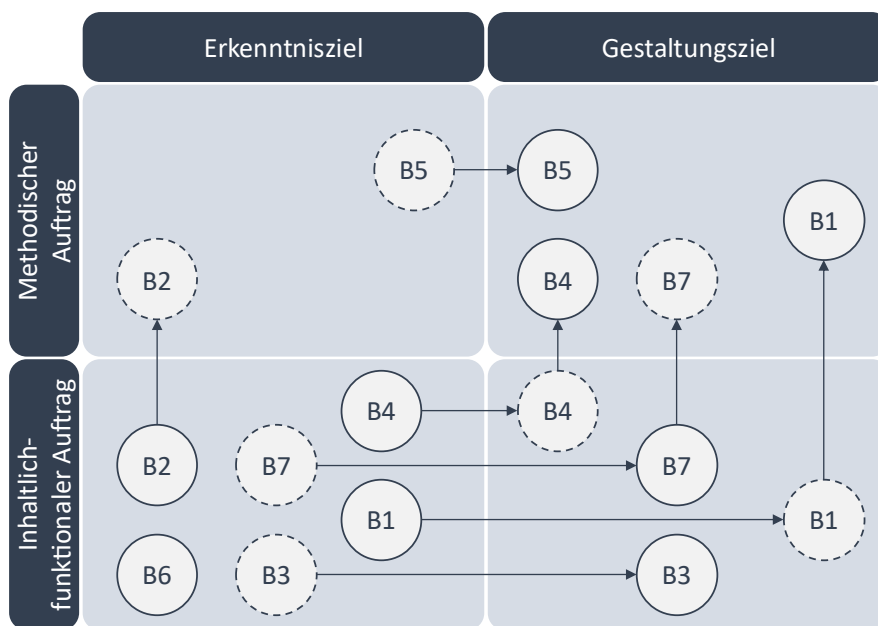 Erkenntnisziel
Gestaltungsziel
Methodischer
Auftrag
B5
B5
B1
B2
B4
B7
Inhaltlich-
funktionaler Auftrag
B4
B4
B2
B7
B7
B1
B1
B6
B3
B3